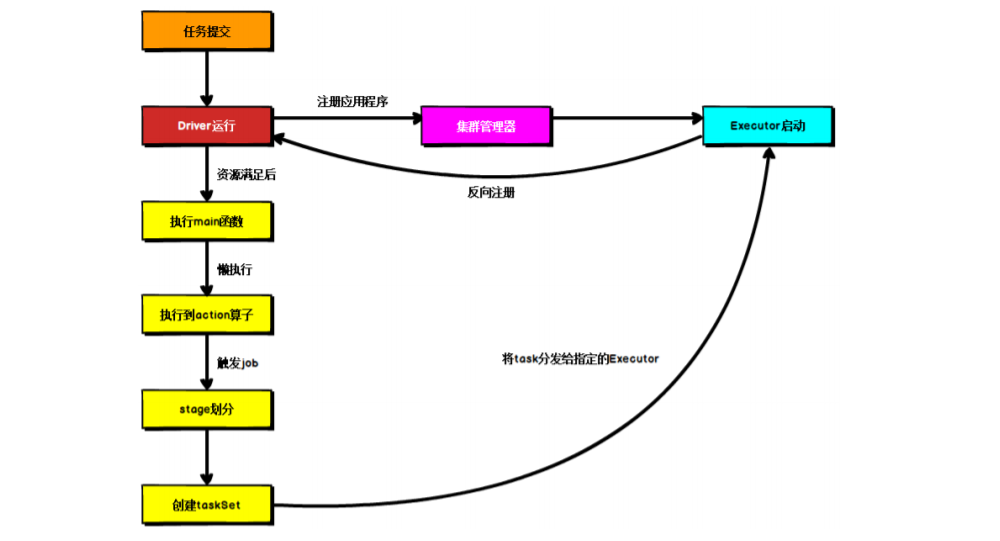 任务提交
注册应用程序
Driver运行
集群管理器
Executor启动
资源满足后
反向注册
执行main函数
懒执行
执行到action算子
触发job
将task分发给指定的Executor
stage划分
创建taskSet